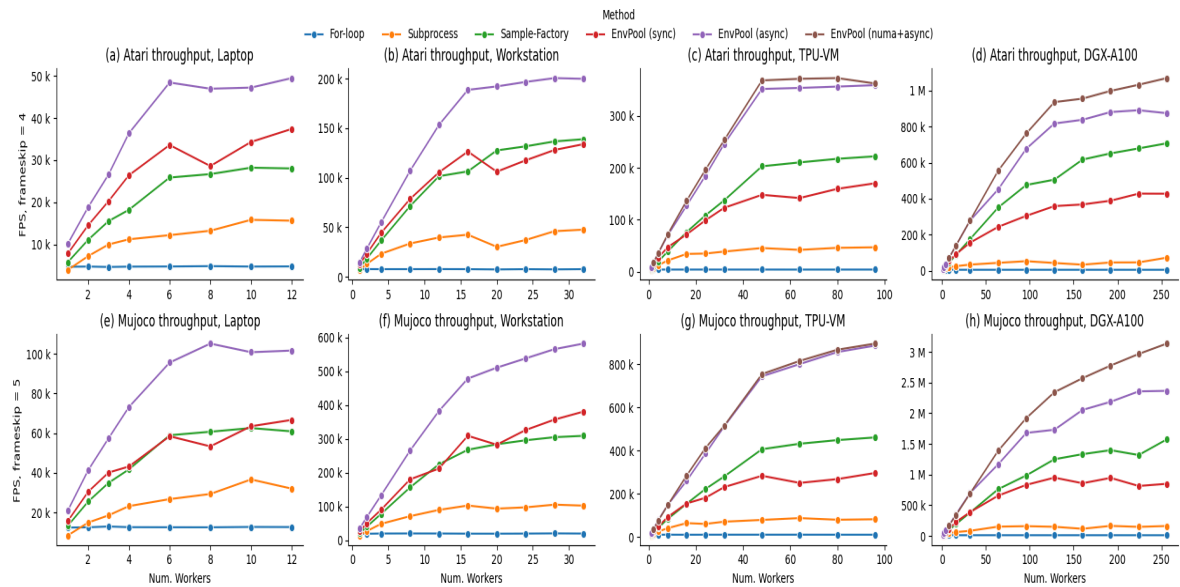 Method
For-loop Subprocess Sample-Factory EnvPool (sync) EnvPool (async) EnvPool (numa+async)
(a) Atari throughput, Laptop
50 k
40 k
30 k
20 k
10 k
2 4 6 8 10 12
FPS, frameskip = 4
(b) Atari throughput, Workstation
200 k
150 k
100 k
50 k
0
0 5 10 15 20 25 30
(c) Atari throughput, TPU-VM
300 k
200 k
100 k
0
0 20 40 60 80 100
(d) Atari throughput, DGX-A100
1 M
800 k
600 k
400 k
200 k
0
0 50 100 150 200 250
(e) Mujoco throughput, Laptop
100 k
80 k
60 k
40 k
20 k
2 4 6 8 10 12
FPS, frameskip = 5
Num. Workers
(f) Mujoco throughput, Workstation
600 k
500 k
400 k
300 k
200 k
100 k
0
0 5 10 15 20 25 30
Num. Workers
(g) Mujoco throughput, TPU-VM
800 k
600 k
400 k
200 k
0
0 20 40 60 80 100
Num. Workers
(h) Mujoco throughput, DGX-A100
3 M
2.5 M
2 M
1.5 M
1 M
500 k
0
0 50 100 150 200 250
Num. Workers